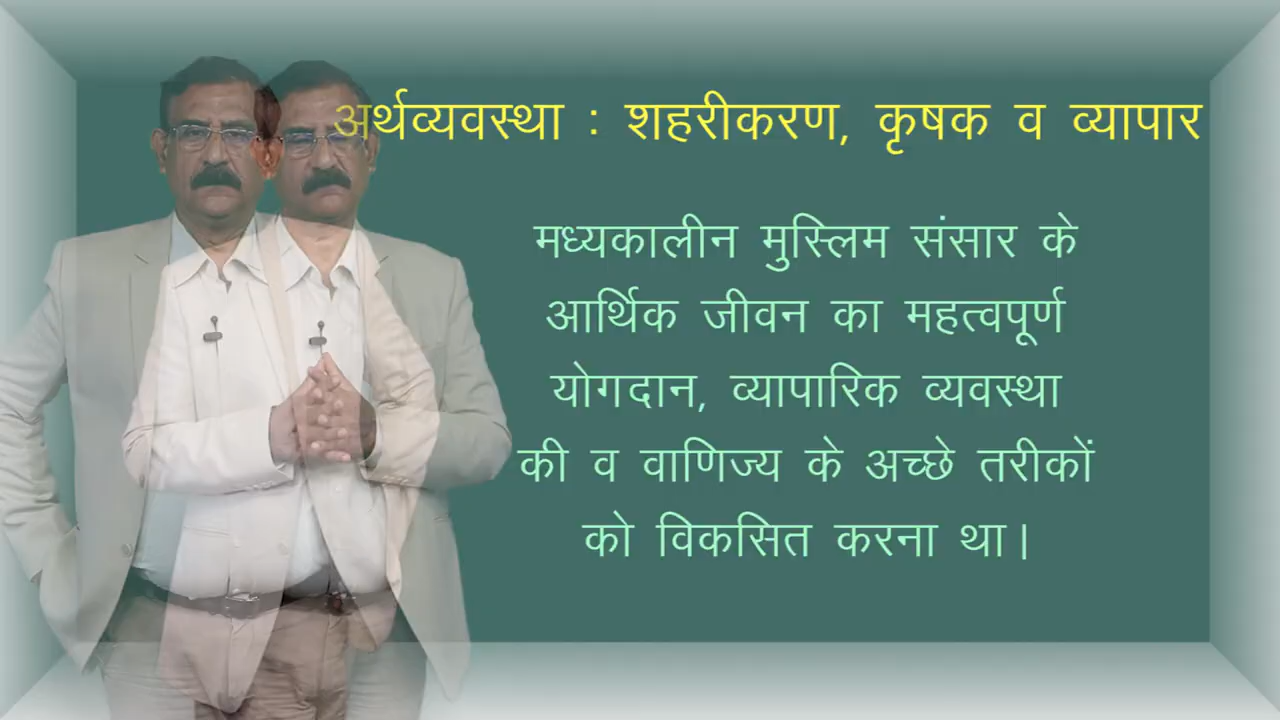 अर्थव्यवस्था : शहरीकरण, कृषक व व्यापार
मध्यकालीन मुस्लिम संसार के
आर्थिक जीवन का महत्वपूर्ण
योगदान, व्यापारिक व्यवस्था
की व वाणिज्य के अच्छे तरीकों
को विकसित करना था।